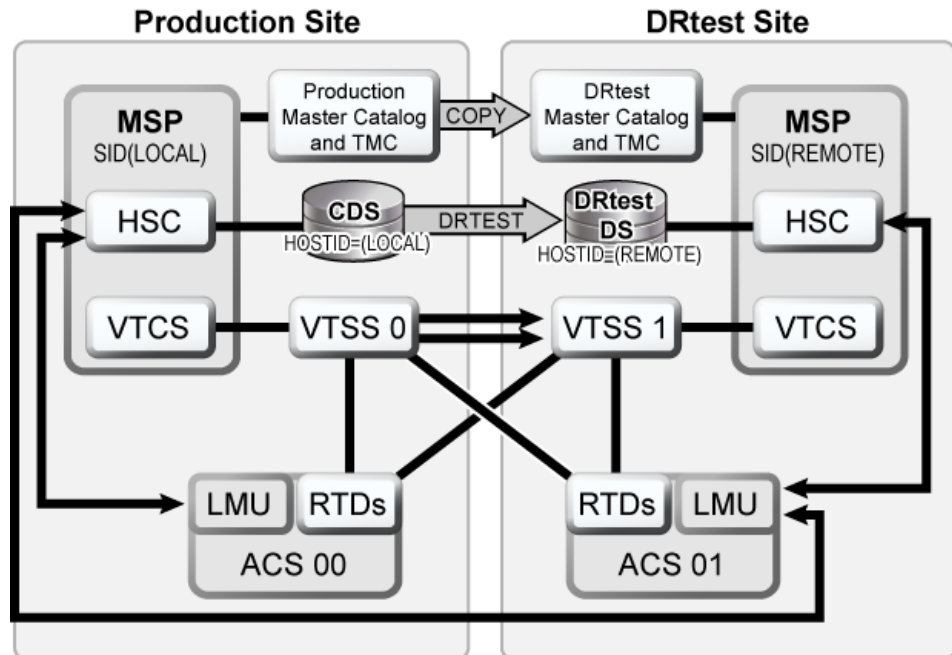 Production Site
DRtest Site
MSP
SID(LOCAL)
Production
Master Catalog
and TMC
COPY
DRtest
Master Catalog
and TMC
MSP
SID(REMOTE)
HSC
CDS
HOSTID=(LOCAL)
DRTEST
DRtest
DS
HOSTID=(REMOTE)
HSC
VTCS
VTSS 0
VTSS 1
VTCS
LMU
RTDs
ACS 00
RTDs
LMU
ACS 01